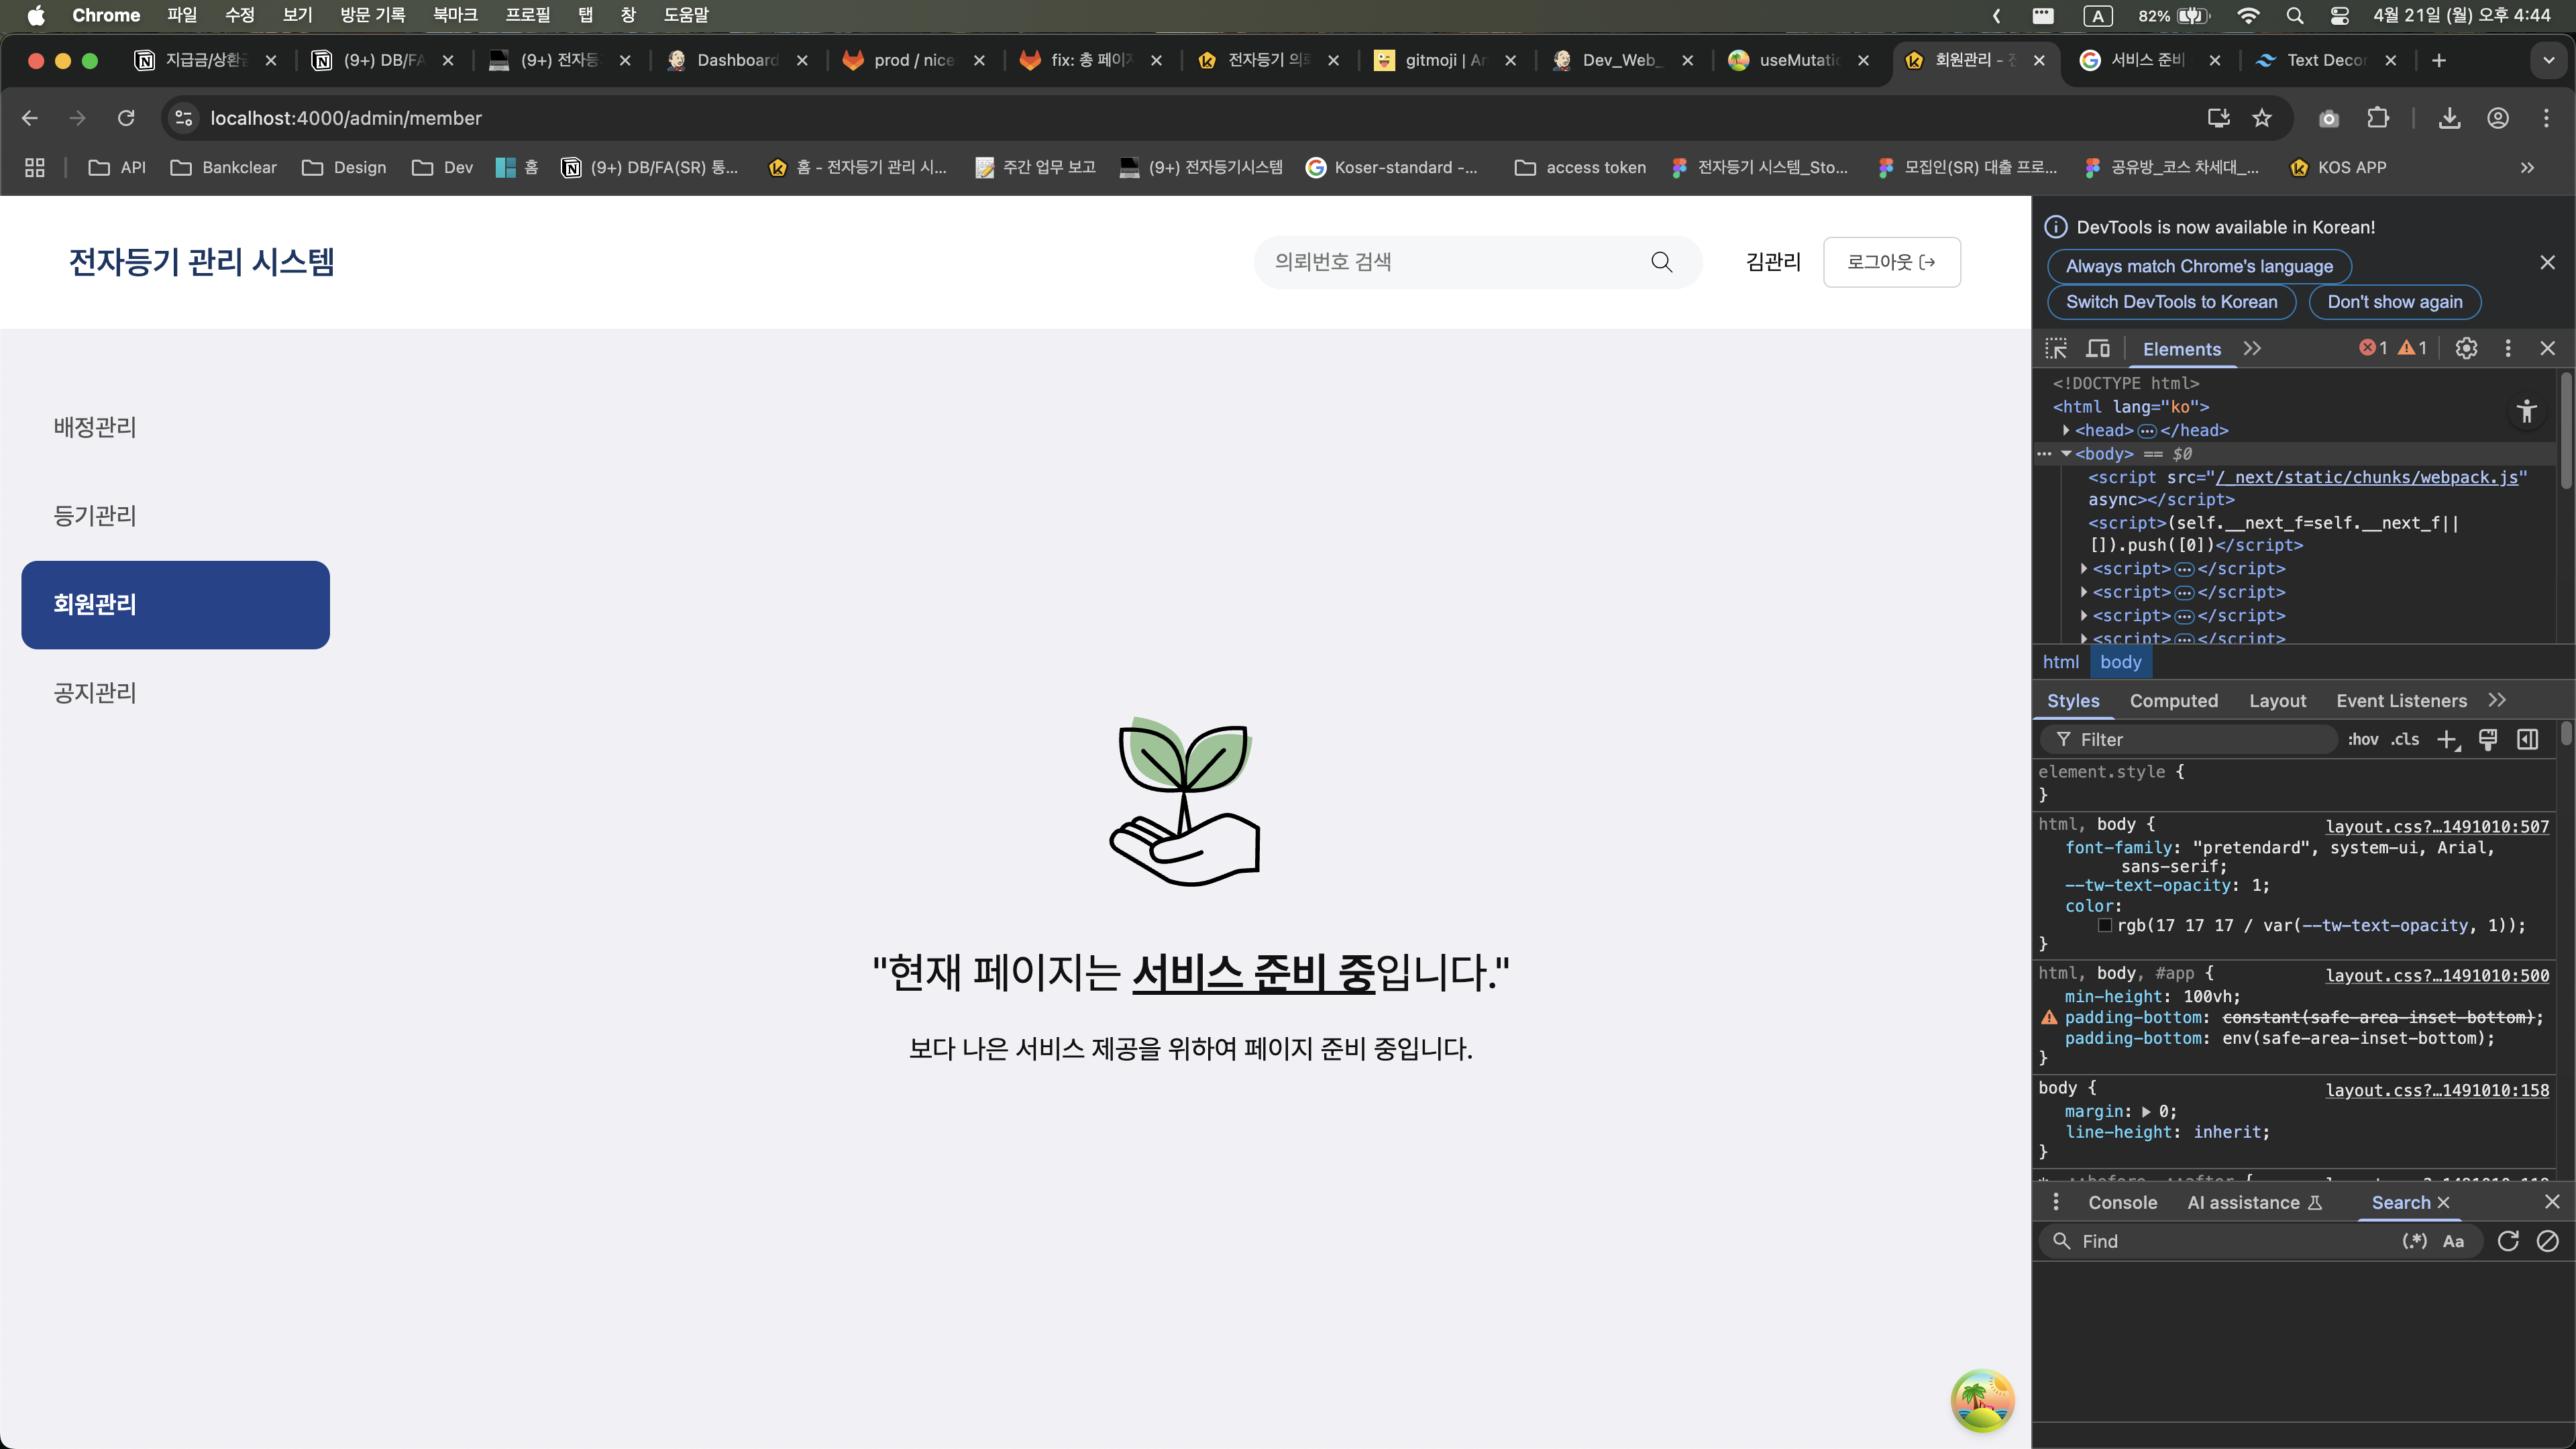 Chrome 파일 수정 보기 방문 기록 북마크 프로필 탭 창 도움말 A 82% 4월 21일 (월) 오후 4:44
지급금/상환 (9+) DB/FA (9+) 전자등 Dashboard prod / nice fix: 총 페이지 전자등기 의뢰 gitmoji | An Dev_Web_ useMutatio 회원관리 - 전 서비스 준비 Text Decor
localhost:4000/admin/member
API Bankclear Design Dev 홈 (9+) DB/FA(SR) 통... 홈 - 전자등기 관리 시... 주간 업무 보고 (9+) 전자등기시스템 Koser-standard -... access token 전자등기 시스템_Sto... 모집인(SR) 대출 프로... 공유방_코스 차세대_... KOS APP
전자등기 관리 시스템
의뢰번호 검색
김관리
로그아웃
배정관리
등기관리
회원관리
공지관리
"현재 페이지는 서비스 준비 중입니다."
보다 나은 서비스 제공을 위하여 페이지 준비 중입니다.
DevTools is now available in Korean!
Always match Chrome's language
Switch DevTools to Korean Don't show again
Elements 1 1
<!DOCTYPE html>
<html lang="ko">
<head>…</head>
… <body> == $0
<script src="/_next/static/chunks/webpack.js"
async></script>
<script>(self.__next_f=self.__next_f||
[]).push([0])</script>
<script>…</script>
<script>…</script>
<script>…</script>
<script>…</script>
html body
Styles Computed Layout Event Listeners
Filter :hov .cls
element.style {
}
html, body { layout.css?…1491010:507
font-family: "pretendard", system-ui, Arial,
sans-serif;
--tw-text-opacity: 1;
color:
rgb(17 17 17 / var(--tw-text-opacity, 1));
}
html, body, #app { layout.css?…1491010:500
min-height: 100vh;
padding-bottom: constant(safe-area-inset-bottom);
padding-bottom: env(safe-area-inset-bottom);
}
body { layout.css?…1491010:158
margin: 0;
line-height: inherit;
}
Console AI assistance Search
Find (.*) Aa